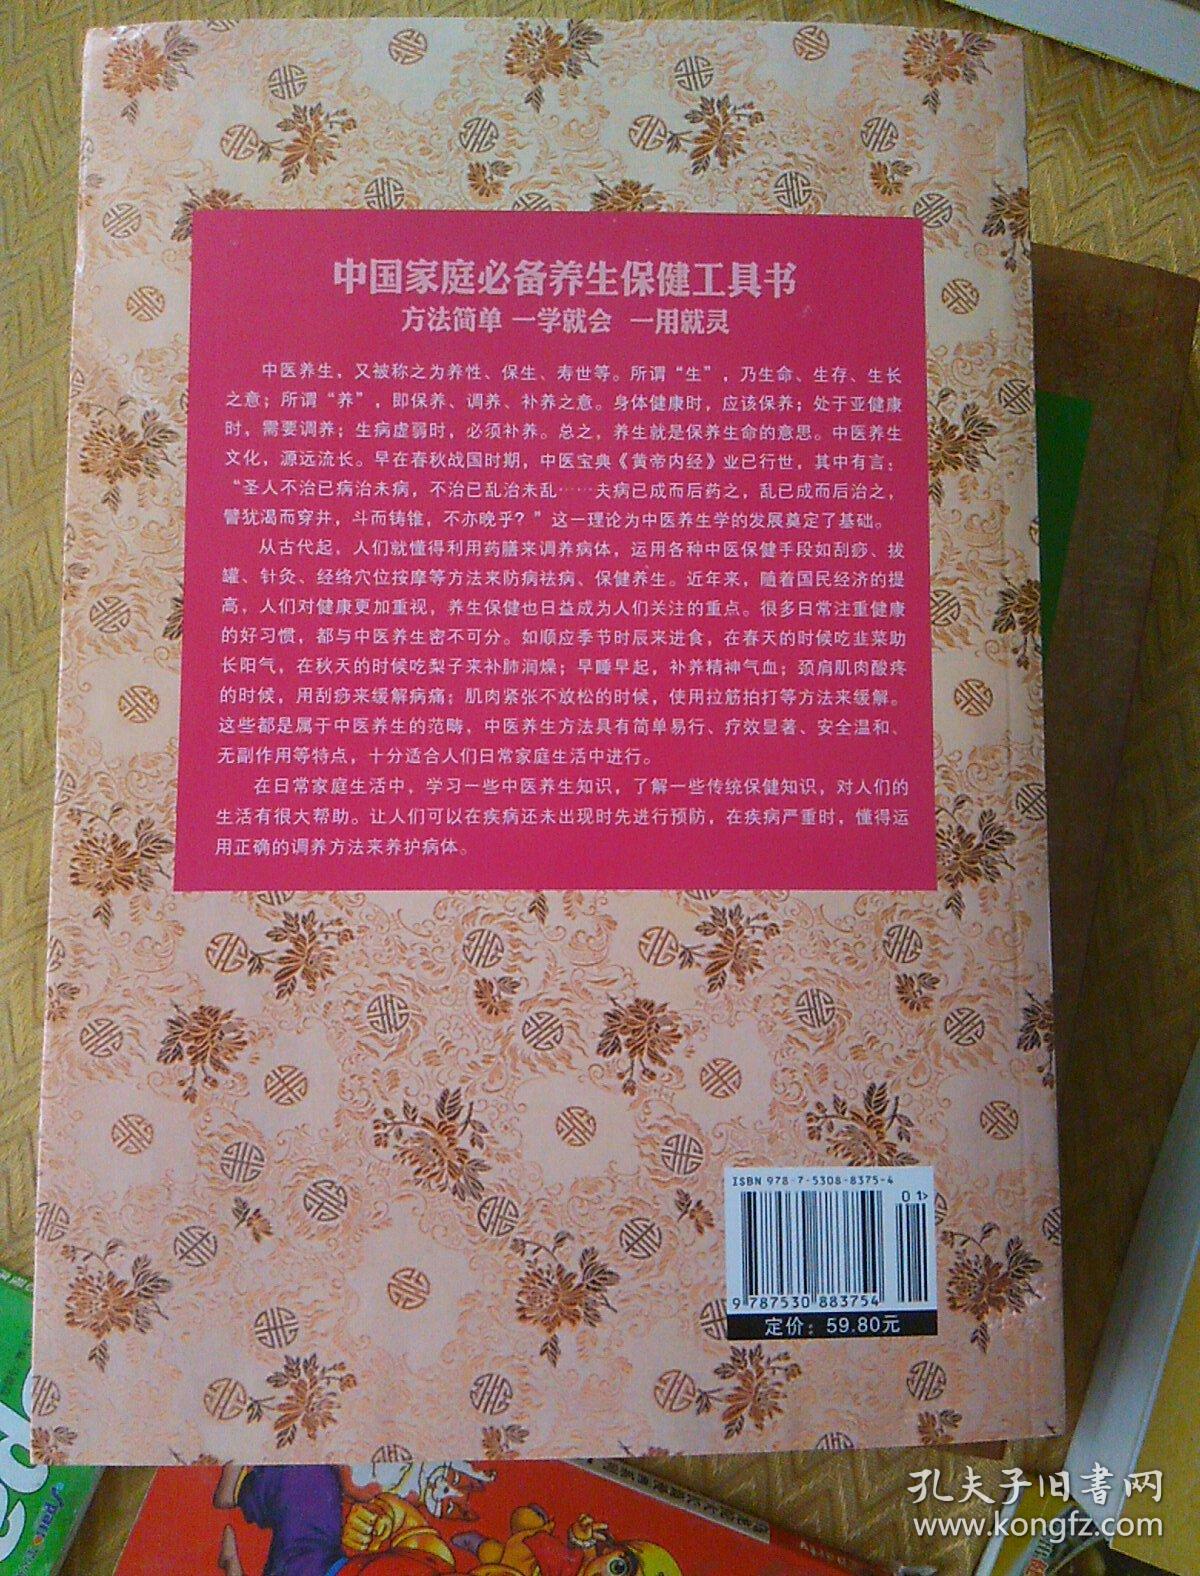 中国家庭必备养生保健工具书
方法简单 一学就会 一用就灵
中医养生，又被称之为养性、保生、寿世等。所谓“生”，乃生命、生存、生长
之意；所谓“养”，即保养、调养、补养之意。身体健康时，应该保养；处于亚健康
时，需要调养；生病虚弱时，必须补养。总之，养生就是保养生命的意思。中医养生
文化，源远流长。早在春秋战国时期，中医宝典《黄帝内经》业已行世，其中有言：
“圣人不治已病治未病，不治已乱治未乱……夫病已成而后药之，乱已成而后治之，
譬犹渴而穿井，斗而铸锥，不亦晚乎？”这一理论为中医养生学的发展奠定了基础。
从古代起，人们就懂得利用药膳来调养病体，运用各种中医保健手段如刮痧、拔
罐、针灸、经络穴位按摩等方法来防病祛病、保健养生。近年来，随着国民经济的提
高，人们对健康更加重视，养生保健也日益成为人们关注的重点。很多日常注重健康
的好习惯，都与中医养生密不可分。如顺应季节时辰来进食，在春天的时候吃韭菜助
长阳气，在秋天的时候吃梨子来补肺润燥；早睡早起，补养精神气血；颈肩肌肉酸疼
的时候，用刮痧来缓解病痛；肌肉紧张不放松的时候，使用拉筋拍打等方法来缓解。
这些都是属于中医养生的范畴，中医养生方法具有简单易行、疗效显著、安全温和、
无副作用等特点，十分适合人们日常家庭生活中进行。
在日常家庭生活中，学习一些中医养生知识，了解一些传统保健知识，对人们的
生活有很大帮助。让人们可以在疾病还未出现时先进行预防，在疾病严重时，懂得运
用正确的调养方法来养护病体。
ISBN 978-7-5308-8375-4
01>
9 787530 883754
定价：59.80元
孔夫子旧书网
www.kongfz.com